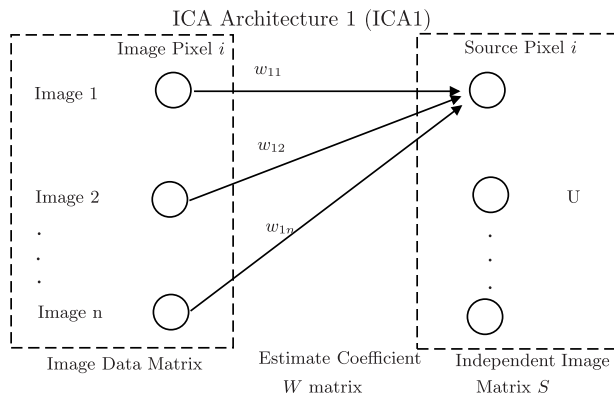 ICA Architecture 1 (ICA1)
Image Pixel i
Source Pixel i
Image 1
w11
w12
Image 2
U
w1n
Image n
Image Data Matrix
Estimate Coefficient
W matrix
Independent Image
Matrix S